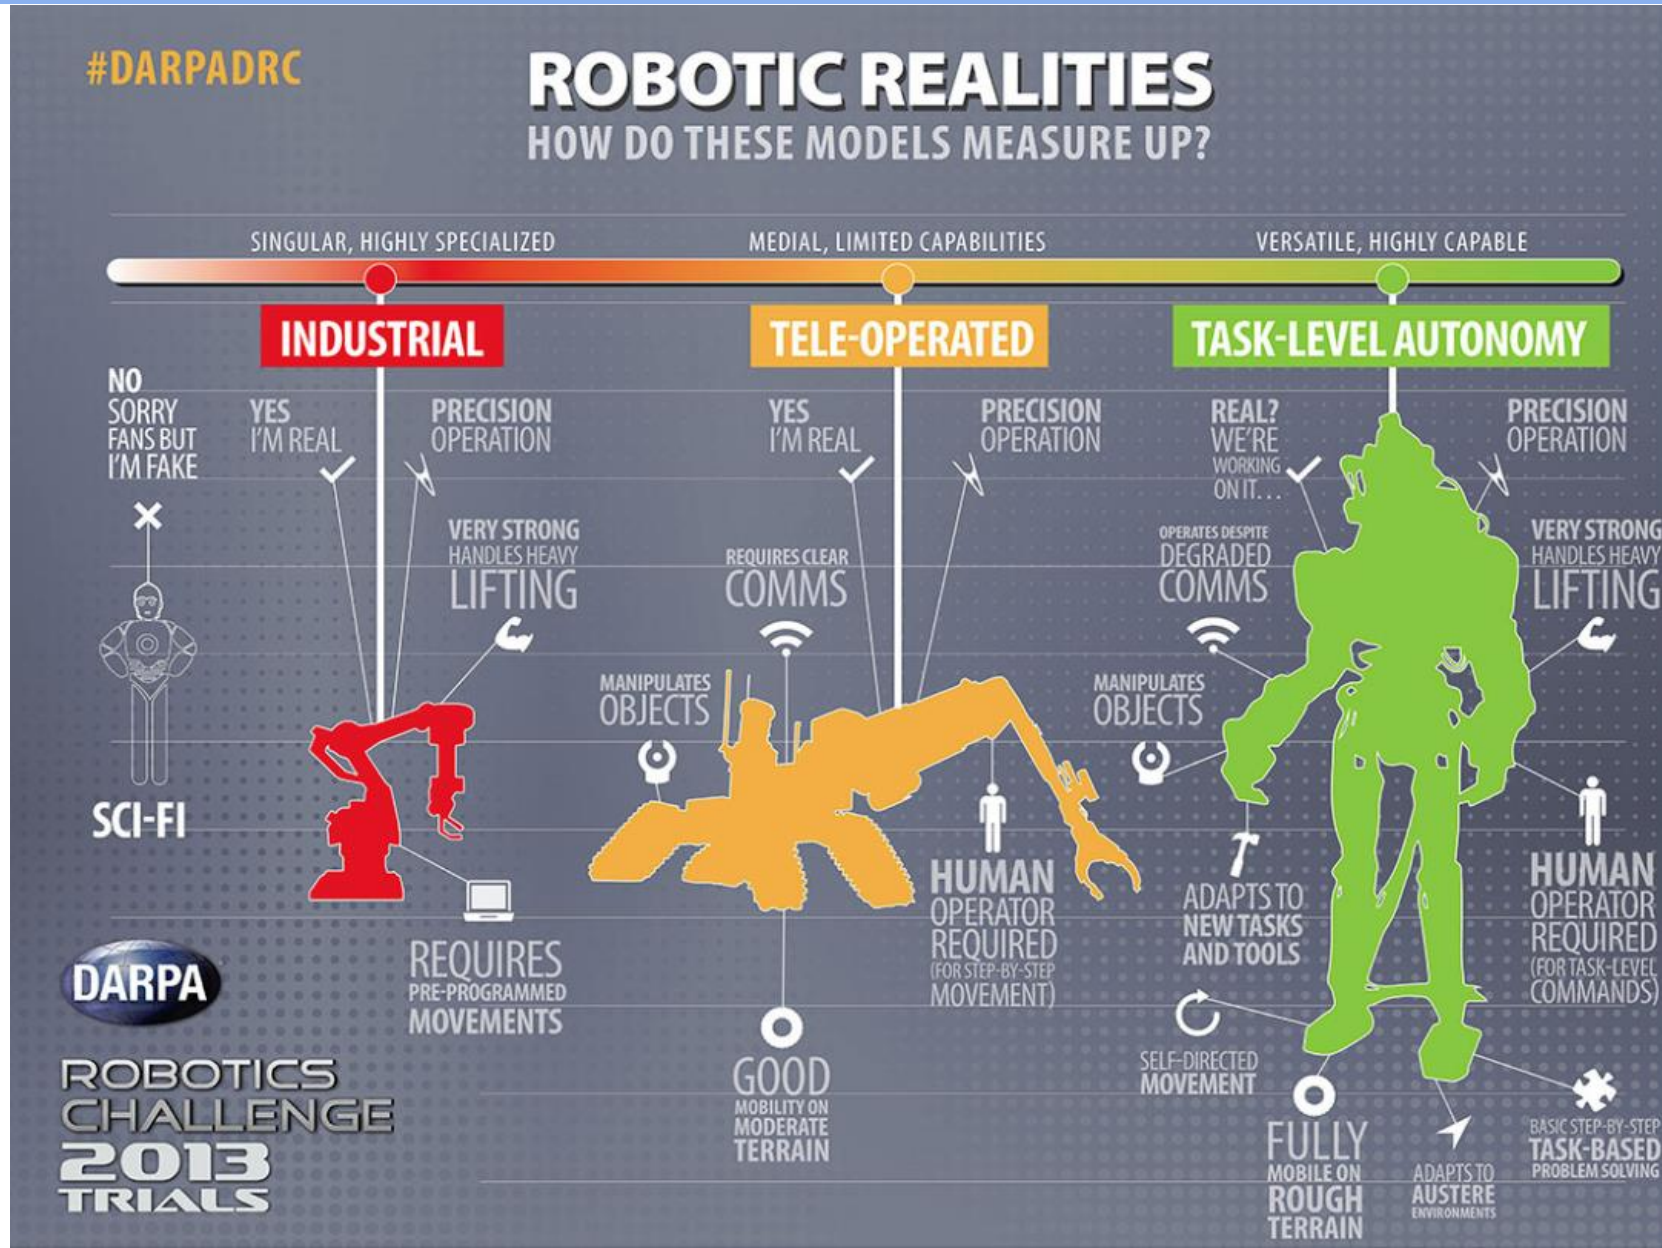 #DARPADRC
ROBOTIC REALITIES
HOW DO THESE MODELS MEASURE UP?
SINGULAR, HIGHLY SPECIALIZED
MEDIAL, LIMITED CAPABILITIES
VERSATILE, HIGHLY CAPABLE
INDUSTRIAL
TELE-OPERATED
TASK-LEVEL AUTONOMY
NO
SORRY
FANS BUT
I'M FAKE
SCI-FI
YES
I'M REAL
PRECISION
OPERATION
VERY STRONG
HANDLES HEAVY
LIFTING
REQUIRES
PRE-PROGRAMMED
MOVEMENTS
YES
I'M REAL
PRECISION
OPERATION
REQUIRES CLEAR
COMMS
MANIPULATES
OBJECTS
HUMAN
OPERATOR
REQUIRED
(FOR STEP-BY-STEP
MOVEMENT)
GOOD
MOBILITY ON
MODERATE
TERRAIN
REAL?
WE'RE
WORKING
ON IT...
PRECISION
OPERATION
OPERATES DESPITE
DEGRADED
COMMS
VERY STRONG
HANDLES HEAVY
LIFTING
MANIPULATES
OBJECTS
ADAPTS TO
NEW TASKS
AND TOOLS
HUMAN
OPERATOR
REQUIRED
(FOR TASK-LEVEL
COMMANDS)
SELF-DIRECTED
MOVEMENT
FULLY
MOBILE ON
ROUGH
TERRAIN
ADAPTS TO
AUSTERE
ENVIRONMENTS
BASIC STEP-BY-STEP
TASK-BASED
PROBLEM SOLVING
DARPA
ROBOTICS
CHALLENGE
2013
TRIALS